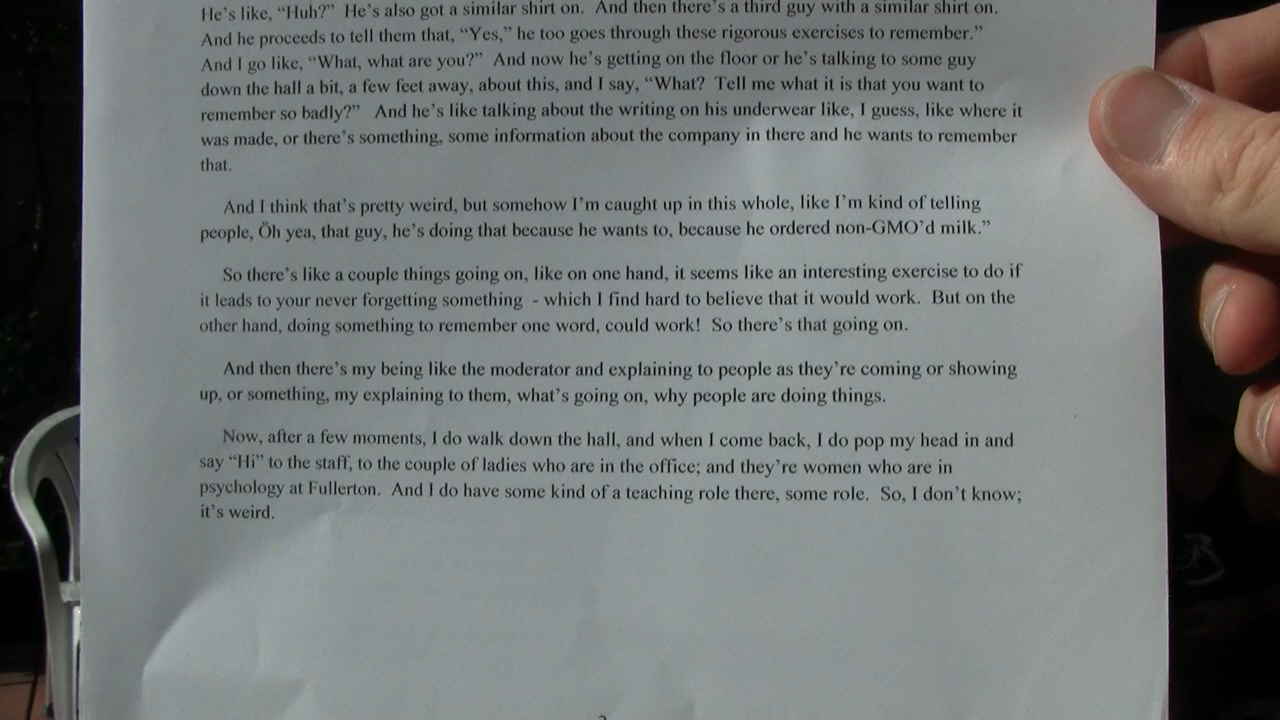 He's like, “Huh?”  He's also got a similar shirt on.  And then there's a third guy with a similar shirt on.
And he proceeds to tell them that, “Yes,” he too goes through these rigorous exercises to remember.”
And I go like, “What, what are you?”  And now he's getting on the floor or he's talking to some guy
down the hall a bit, a few feet away, about this, and I say, “What?  Tell me what it is that you want to
remember so badly?”  And he's like talking about the writing on his underwear like, I guess, like where it
was made, or there's something, some information about the company in there and he wants to remember
that.
And I think that's pretty weird, but somehow I'm caught up in this whole, like I'm kind of telling
people, Öh yea, that guy, he's doing that because he wants to, because he ordered non-GMO'd milk.”
So there's like a couple things going on, like on one hand, it seems like an interesting exercise to do if
it leads to your never forgetting something  - which I find hard to believe that it would work.  But on the
other hand, doing something to remember one word, could work!  So there's that going on.
And then there's my being like the moderator and explaining to people as they're coming or showing
up, or something, my explaining to them, what's going on, why people are doing things.
Now, after a few moments, I do walk down the hall, and when I come back, I do pop my head in and
say “Hi” to the staff, to the couple of ladies who are in the office; and they're women who are in
psychology at Fullerton.  And I do have some kind of a teaching role there, some role.  So, I don't know;
it's weird.